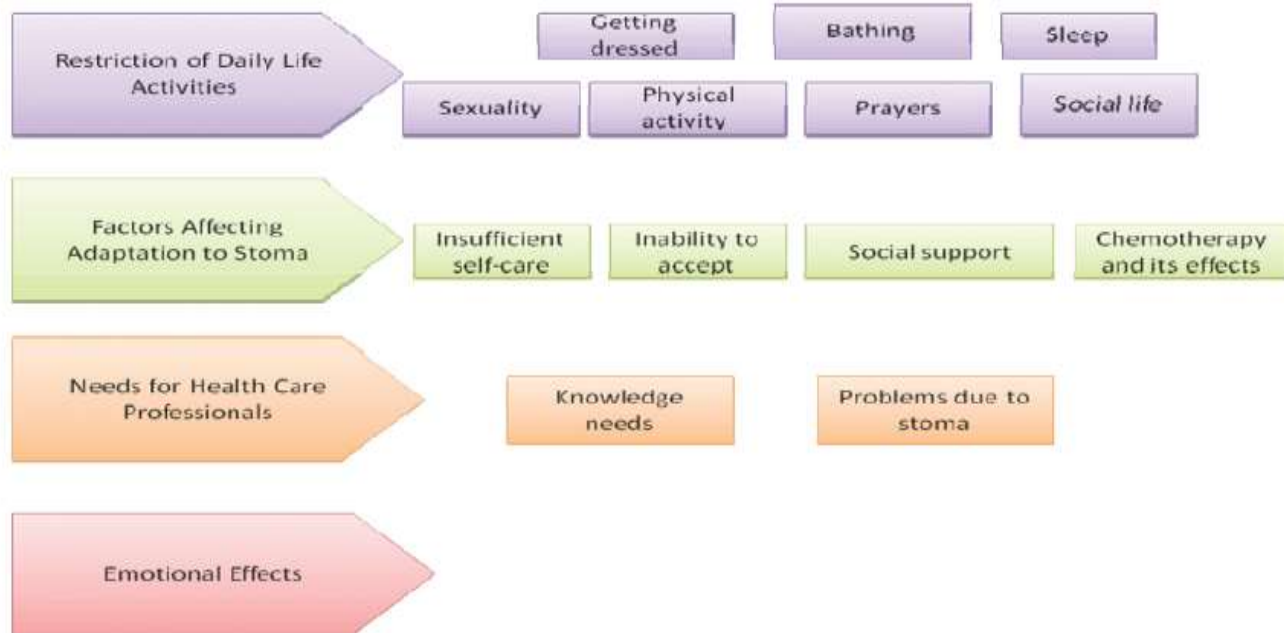 Restriction of Daily Life
Activities
Getting
dressed
Bathing
Sleep
Sexuality
Physical
activity
Prayers
Social life
Factors Affecting
Adaptation to Stoma
Insufficient
self-care
Inability to
accept
Social support
Chemotherapy
and its effects
Needs for Health Care
Professionals
Knowledge
needs
Problems due to
stoma
Emotional Effects